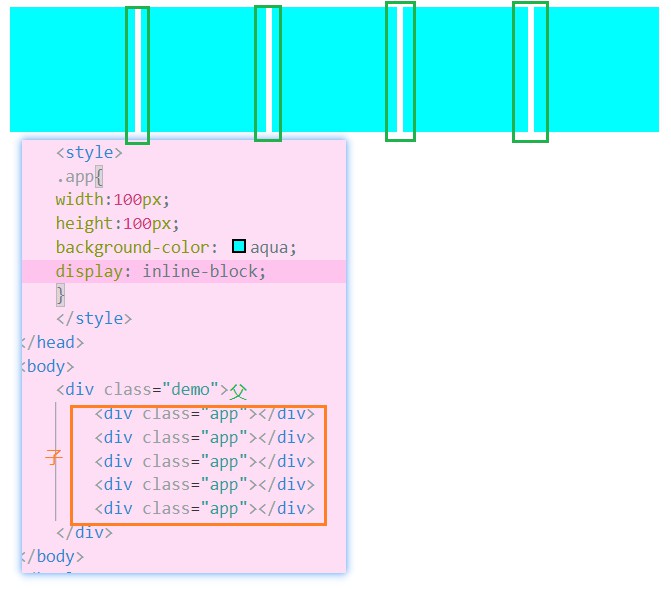 <style>
.app{
width:100px;
height:100px;
background-color: aqua;
display: inline-block;
}
</style>
</head>
<body>
<div class="demo">父
<div class="app"></div>
<div class="app"></div>
子 <div class="app"></div>
<div class="app"></div>
<div class="app"></div>
</div>
</body>